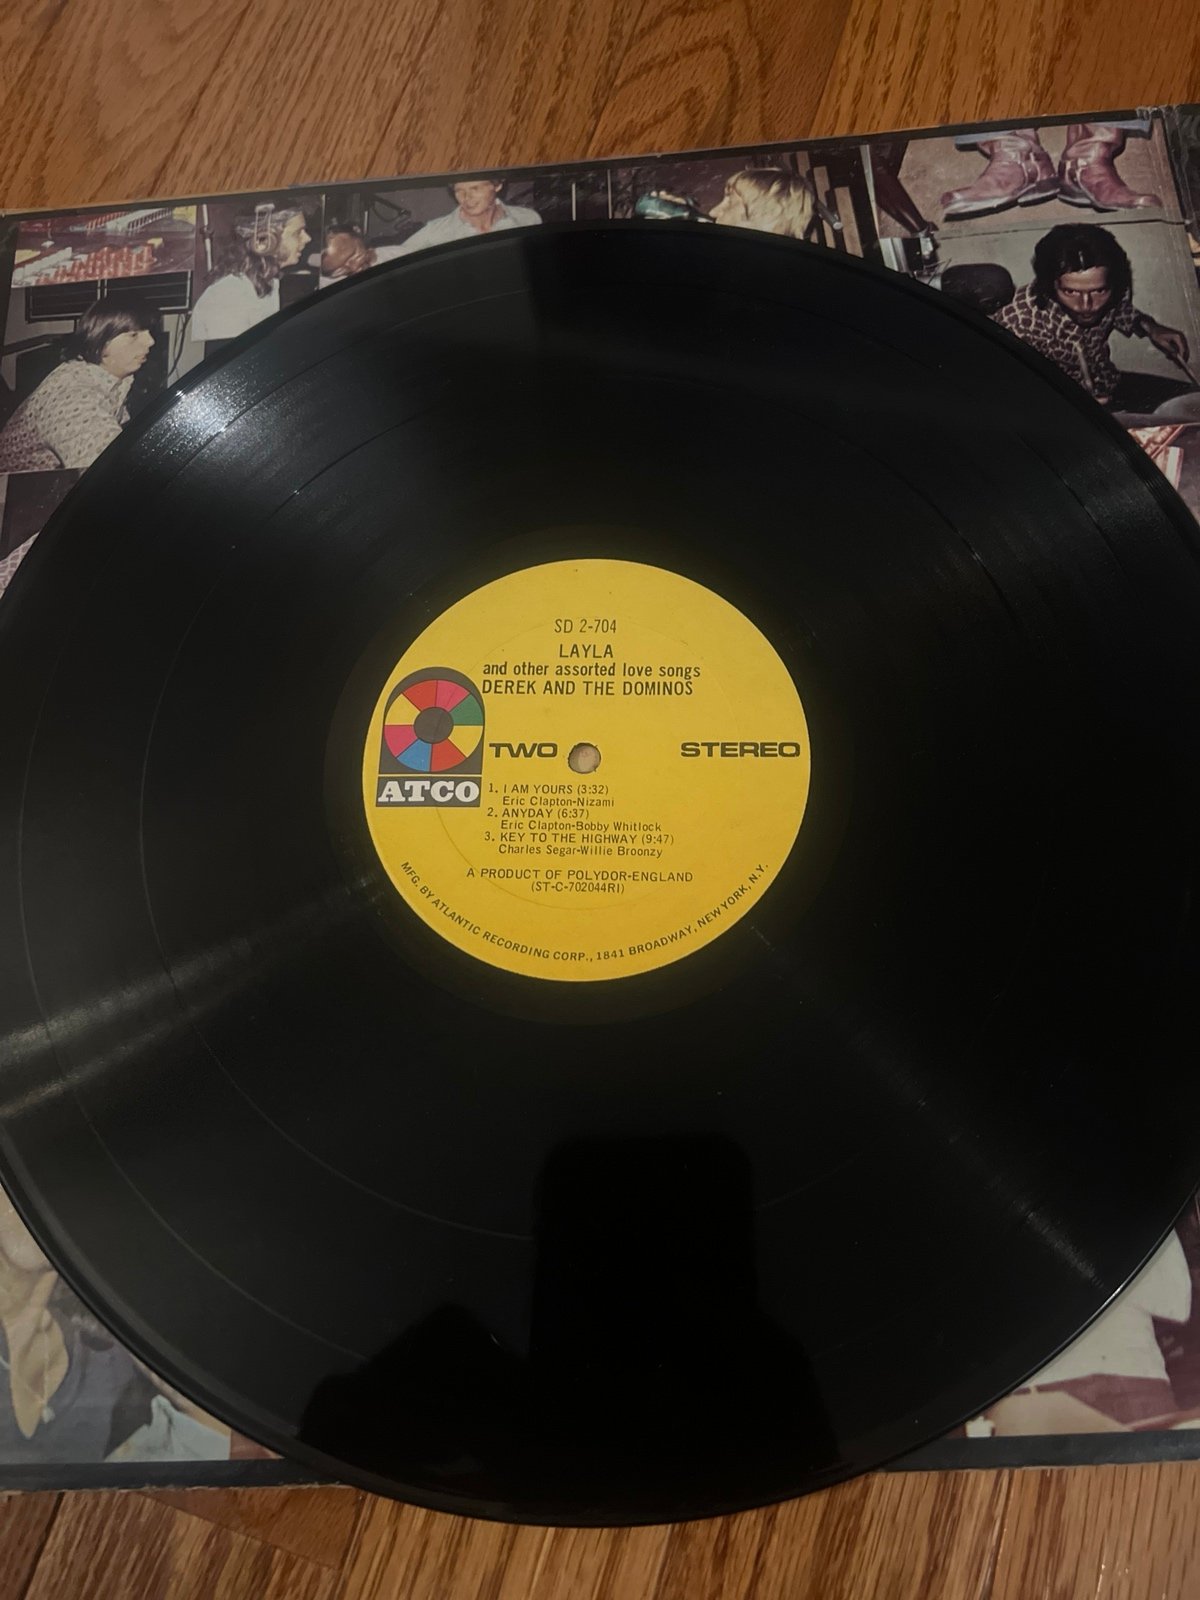 SD 2-704
LAYLA
and other assorted love songs
DEREK AND THE DOMINOS
TWO STEREO
ATCO
1. I AM YOURS (3:32)
Eric Clapton-Nizami
2. ANYDAY (6:37)
Eric Clapton-Bobby Whitlock
3. KEY TO THE HIGHWAY (9:47)
Charles Segar-Willie Broonzy
A PRODUCT OF POLYDOR-ENGLAND
(ST-C-702044RI)
MFG. BY ATLANTIC RECORDING CORP., 1841 BROADWAY, NEW YORK, N.Y.